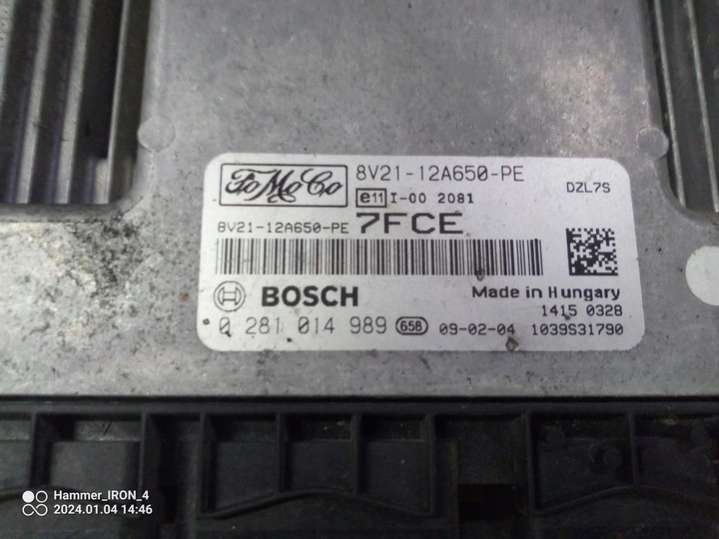 FoMoCo
8V21-12A650-PE
e11 I-00 2081
DZL7S
8V21-12A650-PE 7FCE
BOSCH
Made in Hungary
1415 0328
0 281 014 989 658 09-02-04 1039S31790
Hammer_IRON_4
2024.01.04 14:46